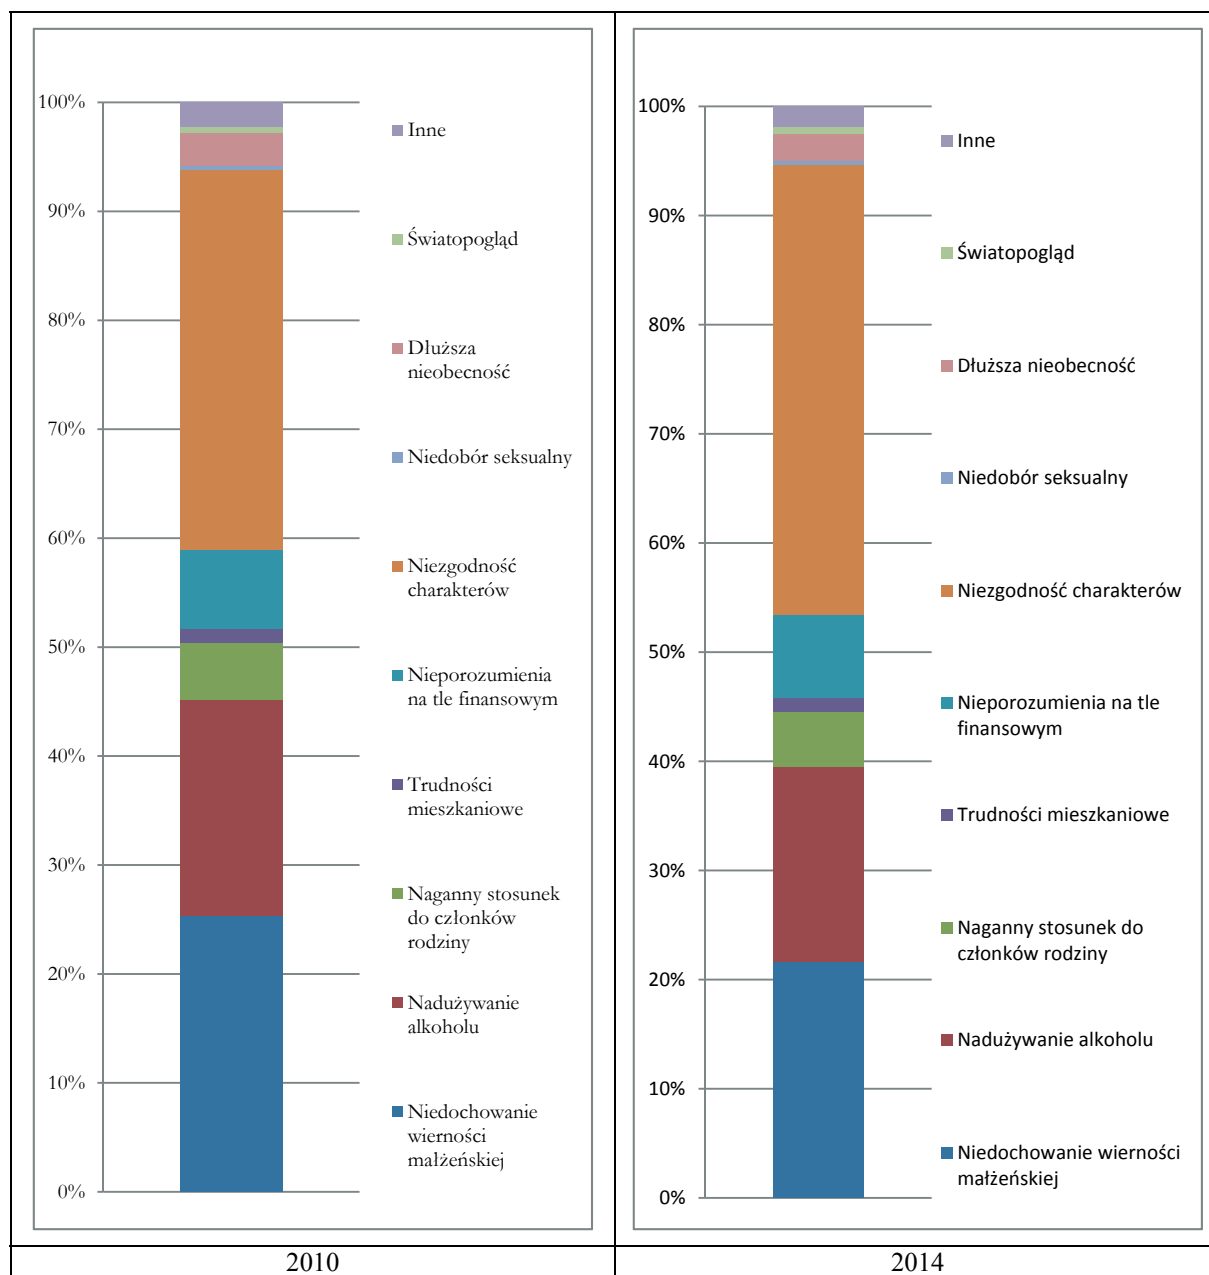 100%
90%
80%
70%
60%
50%
40%
30%
20%
10%
0%
Inne
Światopogląd
Dłuższa
nieobecność
Niedobór seksualny
Niezgodność
charakterów
Nieporozumienia
na tle finansowym
Trudności
mieszkaniowe
Naganny stosunek
do członków
rodziny
Nadużywanie
alkoholu
Niedochowanie
wierności
małżeńskiej
2010
100%
90%
80%
70%
60%
50%
40%
30%
20%
10%
0%
Inne
Światopogląd
Dłuższa nieobecność
Niedobór seksualny
Niezgodność charakterów
Nieporozumienia na tle
finansowym
Trudności mieszkaniowe
Naganny stosunek do
członków rodziny
Nadużywanie alkoholu
Niedochowanie wierności
małżeńskiej
2014